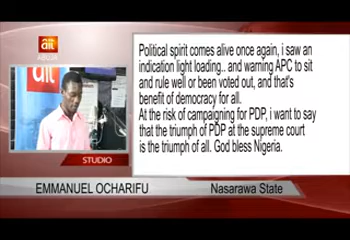 ait
ABUJA
Political spirit comes alive once again, i saw an
indication light loading.. and warning APC to sit
and rule well or been voted out, and that's
benefit of democracy for all.
At the risk of campaigning for PDP, i want to say
that the triumph of PDP at the supreme court
is the triumph of all. God bless Nigeria.
ait
STUDIO
EMMANUEL OCHARIFU
Nasarawa State